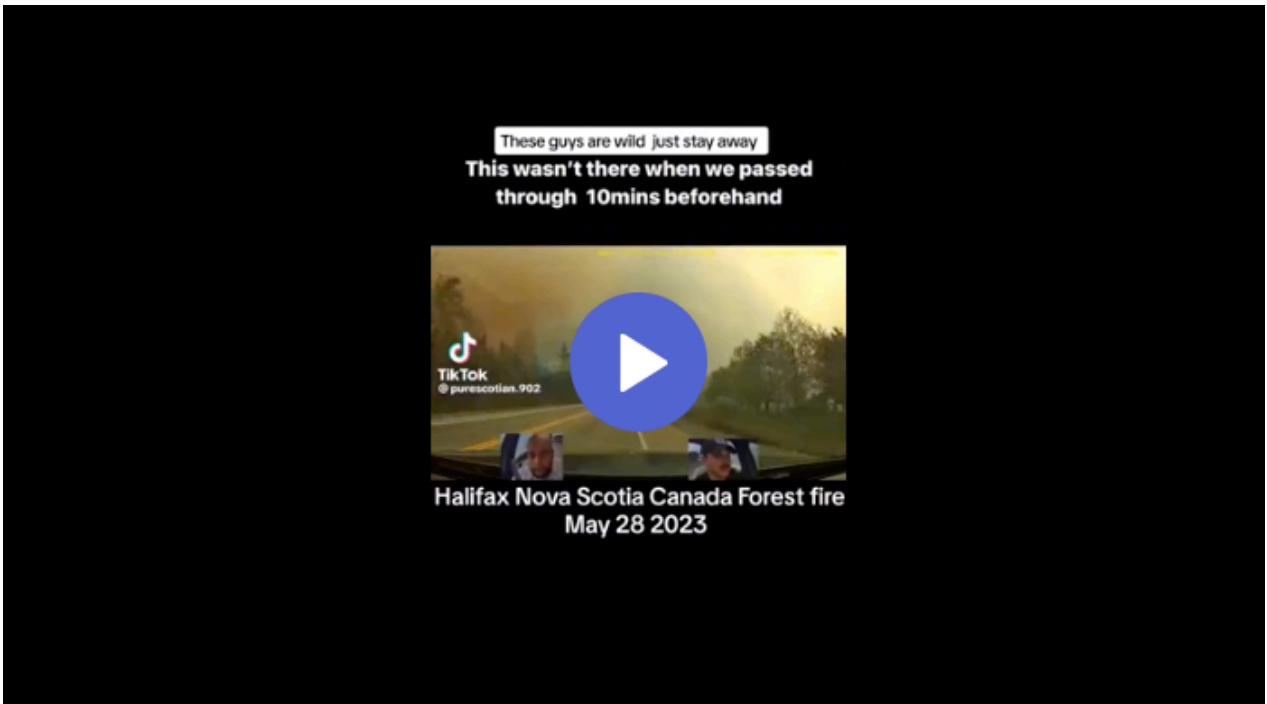 These guys are wild just stay away
This wasn't there when we passed
through 10mins beforehand
TikTok
@purescotian.902
Halifax Nova Scotia Canada Forest fire
May 28 2023